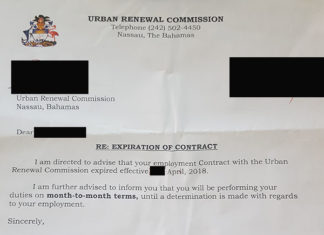 URBAN RENEWAL COMMISSION
Telephone (242) 502-4450
Nassau, The Bahamas
Urban Renewal Commission
Nassau, Bahamas
Dear
RE: EXPIRATION OF CONTRACT
I am directed to advise that your employment Contract with the Urban
Renewal Commission expired effective April, 2018.
I am further advised to inform you that you will be performing your
duties on month-to-month terms, until a determination is made with regards
to your employment.
Sincerely,